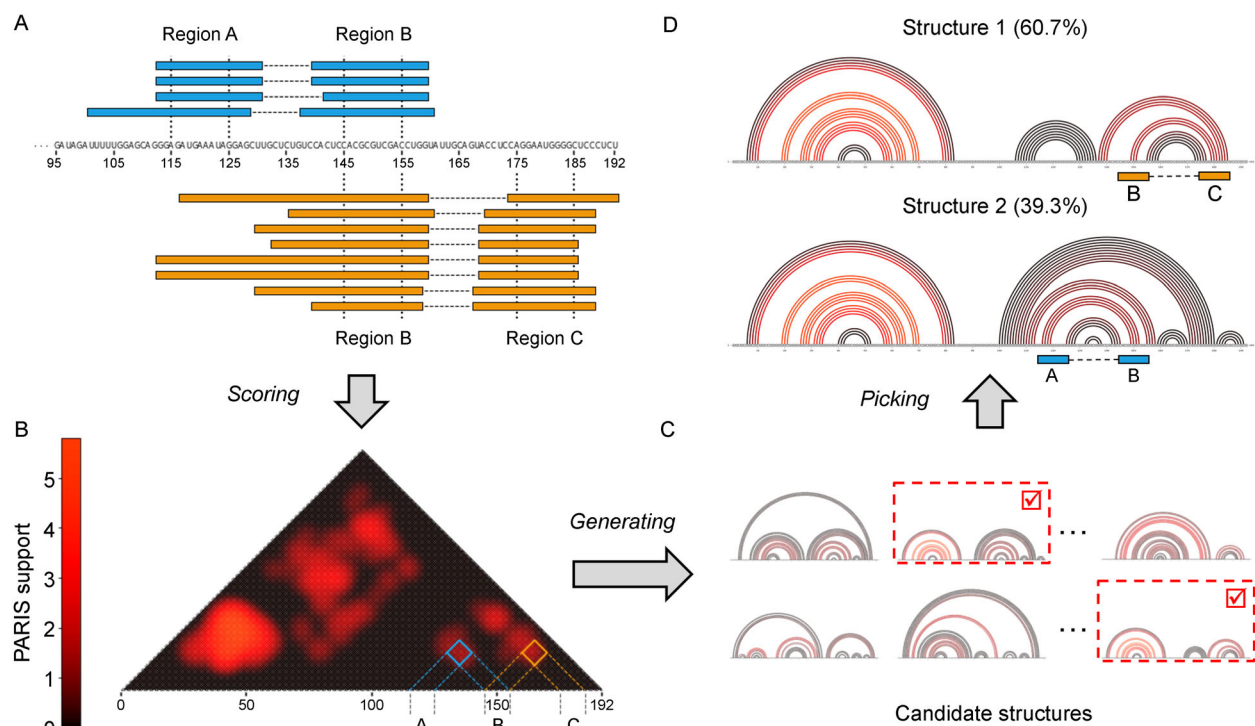 A
Region A
Region B
··· GAUAGAUUUUUGGAGCAGGGAGAUGAAAUAGGAGCUUGCUCUGUCCACUCCACGCGUCGACCUGGUAUUGCAGUACCUCCAGGAAUGGGGCUCCCUCU
95 105 115 125 135 145 155 165 175 185 192
Region B
Region C
Scoring
B
PARIS support
5
4
3
2
1
0
0 50 100 150 192
A B C
Generating
C
...
...
Candidate structures
Picking
D
Structure 1 (60.7%)
B C
Structure 2 (39.3%)
A B